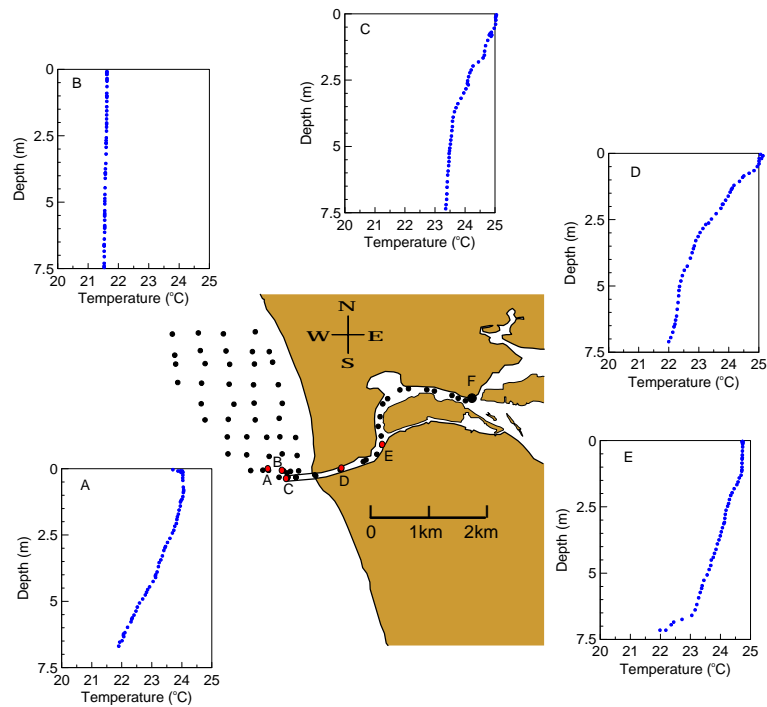 C
0
2.5
5
7.5
Depth (m)
20 21 22 23 24 25
Temperature (°C)
B
0
2.5
5
7.5
Depth (m)
20 21 22 23 24 25
Temperature (°C)
D
0
2.5
5
7.5
Depth (m)
20 21 22 23 24 25
Temperature (°C)
N
W E
S
F
B
A
C
D
E
0 1km 2km
A
0
2.5
5
7.5
Depth (m)
20 21 22 23 24 25
Temperature (°C)
E
0
2.5
5
7.5
Depth (m)
20 21 22 23 24 25
Temperature (°C)